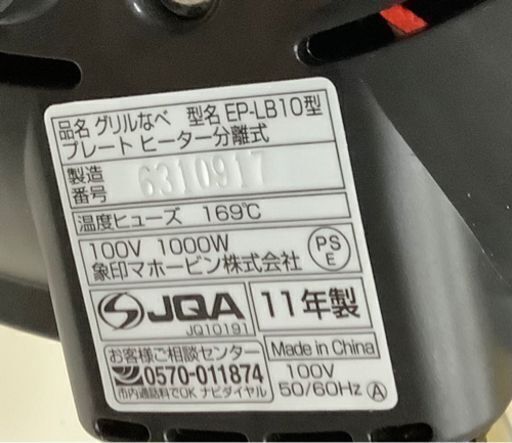 品名 グリルなべ 型名 EP-LB10型
プレート ヒーター分離式
製造
番号 6310917
温度ヒューズ 169℃
100V 1000W
象印マホービン株式会社
PS
E
JQA
JQ10191
11年製
お客様ご相談センター
0570-011874
市内通話料でOK ナビダイヤル
Made in China
100V
50/60Hz A